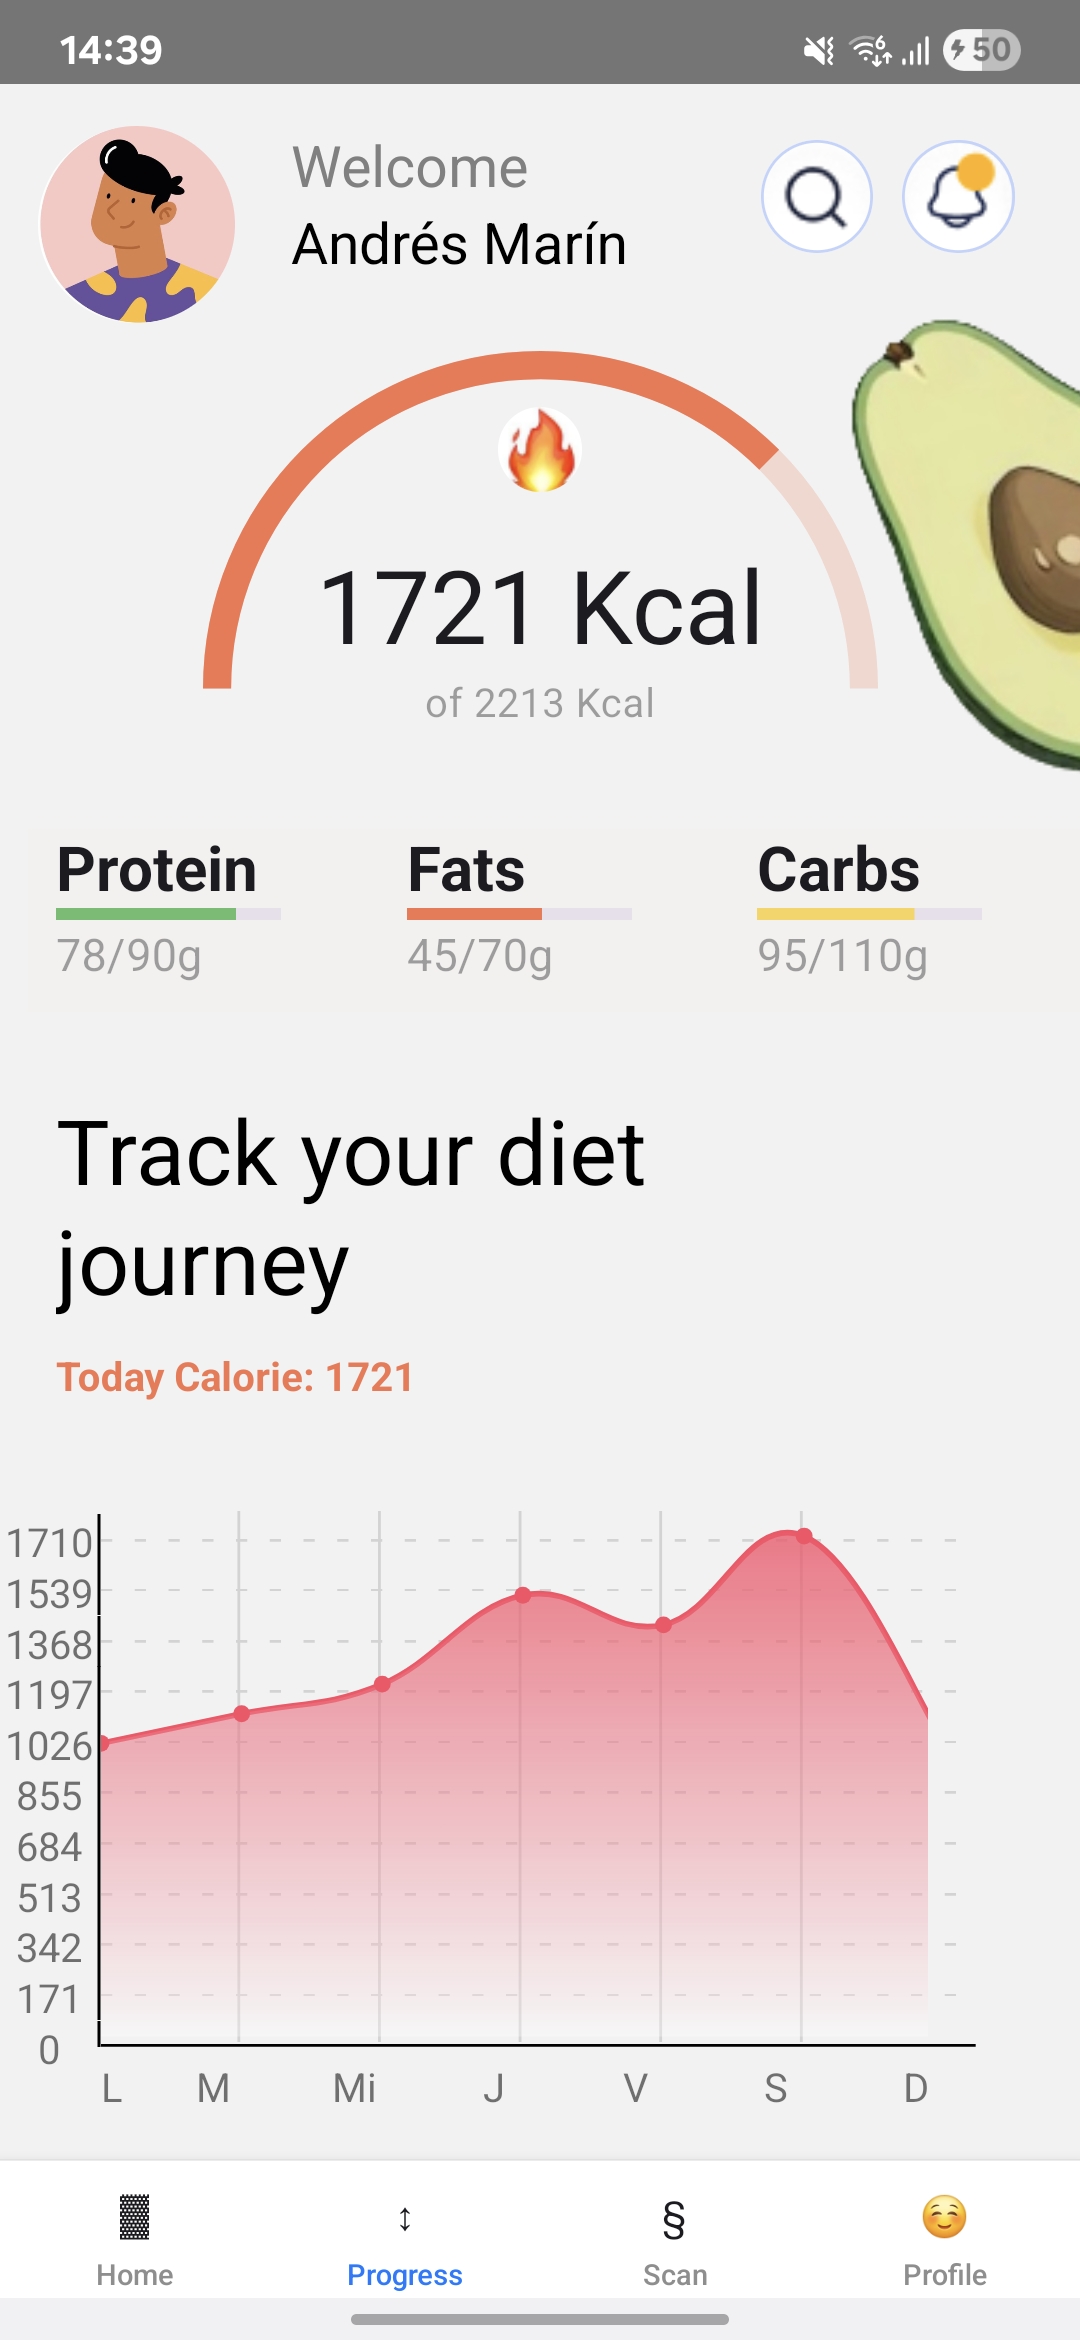 14:39
6
50
Welcome
Andrés Marín
1721 Kcal
of 2213 Kcal
Protein
Fats
Carbs
78/90g
45/70g
95/110g
Track your diet
journey
Today Calorie: 1721
1710
1539
1368
1197
1026
855
684
513
342
171
0
L M Mi J V S D
§
Home
Progress
Scan
Profile